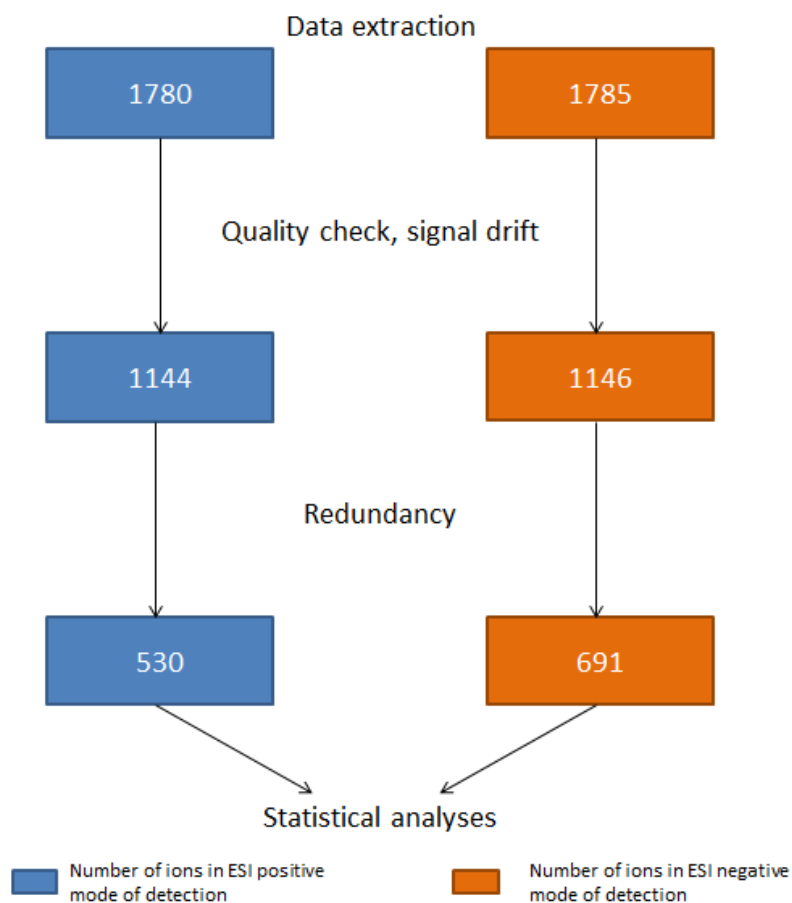 Data extraction
1780
1785
Quality check, signal drift
1144
1146
Redundancy
530
691
Statistical analyses
Number of ions in ESI positive
mode of detection
Number of ions in ESI negative
mode of detection